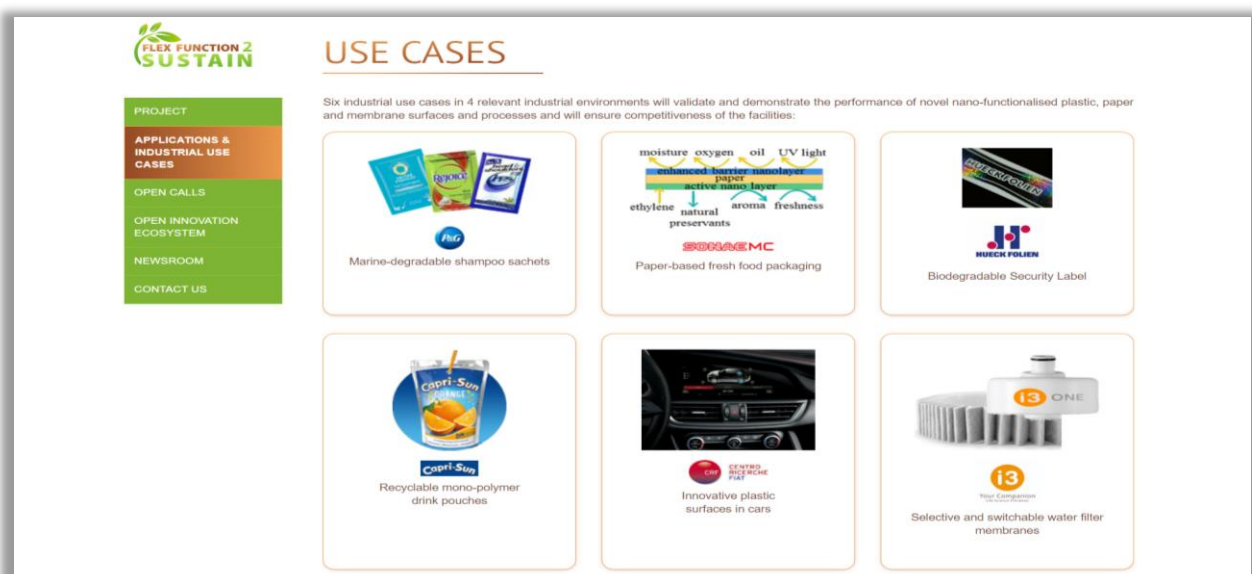 FLEX FUNCTION 2
SUSTAIN
USE CASES
PROJECT
APPLICATIONS &
INDUSTRIAL USE
CASES
OPEN CALLS
OPEN INNOVATION
ECOSYSTEM
NEWSROOM
CONTACT US
Six industrial use cases in 4 relevant industrial environments will validate and demonstrate the performance of novel nano-functionalised plastic, paper
and membrane surfaces and processes and will ensure competitiveness of the facilities:
REJOICE
P&G
Marine-degradable shampoo sachets
moisture oxygen oil UV light
enhanced barrier nanolayer
paper
active nano layer
ethylene natural aroma freshness
preservants
SONAE MC
Paper-based fresh food packaging
HUECKFOLIEN
HUECK FOLIEN
Biodegradable Security Label
Capri-Sun
ORANGE
Capri-Sun
Recyclable mono-polymer
drink pouches
CRF CENTRO
RICERCHE
FIAT
Innovative plastic
surfaces in cars
i3 ONE
i3
Your Companion
Selective and switchable water filter
membranes